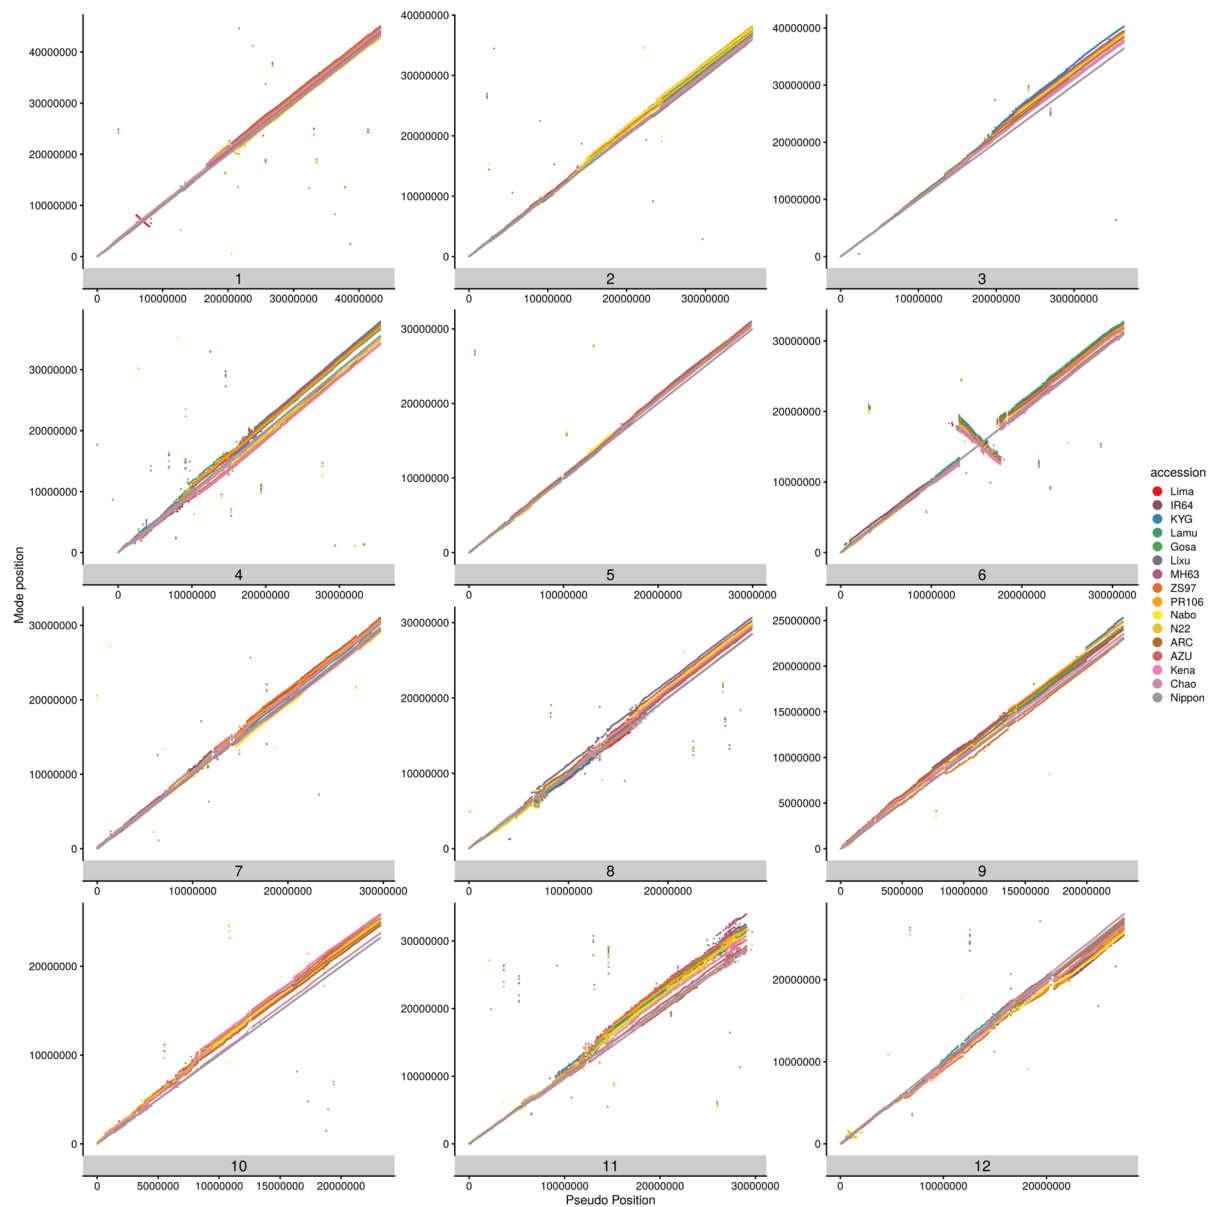 40000000
30000000
20000000
10000000
0
1
0 10000000 20000000 30000000 40000000
40000000
30000000
20000000
10000000
0
2
0 10000000 20000000 30000000
40000000
30000000
20000000
10000000
0
3
0 10000000 20000000 30000000
30000000
20000000
10000000
0
4
0 10000000 20000000 30000000
30000000
20000000
10000000
0
5
0 10000000 20000000 30000000
30000000
20000000
10000000
0
6
0 10000000 20000000 30000000
Mode position
30000000
20000000
10000000
0
7
0 10000000 20000000 30000000
30000000
20000000
10000000
0
8
0 10000000 20000000
25000000
20000000
15000000
10000000
5000000
0
9
0 5000000 10000000 15000000 20000000
20000000
10000000
0
10
0 5000000 10000000 15000000 20000000
30000000
20000000
10000000
0
11
0 10000000 20000000 30000000
20000000
10000000
0
12
0 10000000 20000000
Pseudo Position
accession
Lima
IR64
KYG
Lamu
Gosa
Lixu
MH63
ZS97
PR106
Nabo
N22
ARC
AZU
Kena
Chao
Nippon